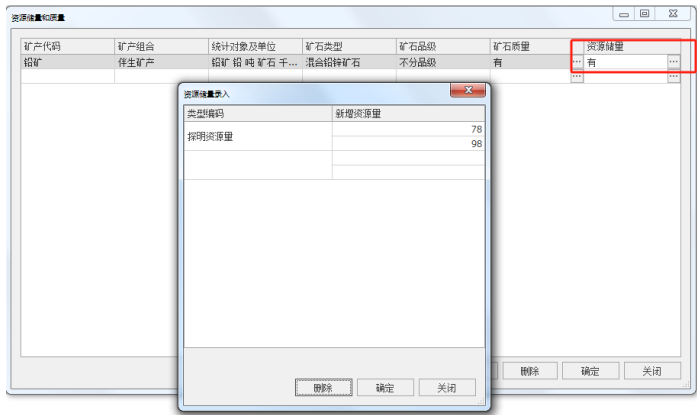 资源储量和质量
矿产代码 矿产组合 统计对象及单位 矿石类型 矿石品级 矿石质量 资源储量
铅矿 伴生矿产 铅矿 铅 吨 矿石 千... 混合铅锌矿石 不分品级 有 ... 有 ...
... ...
资源储量录入
类型编码 新增资源量
探明资源量 78
98
删除 确定 关闭
删除 确定 关闭